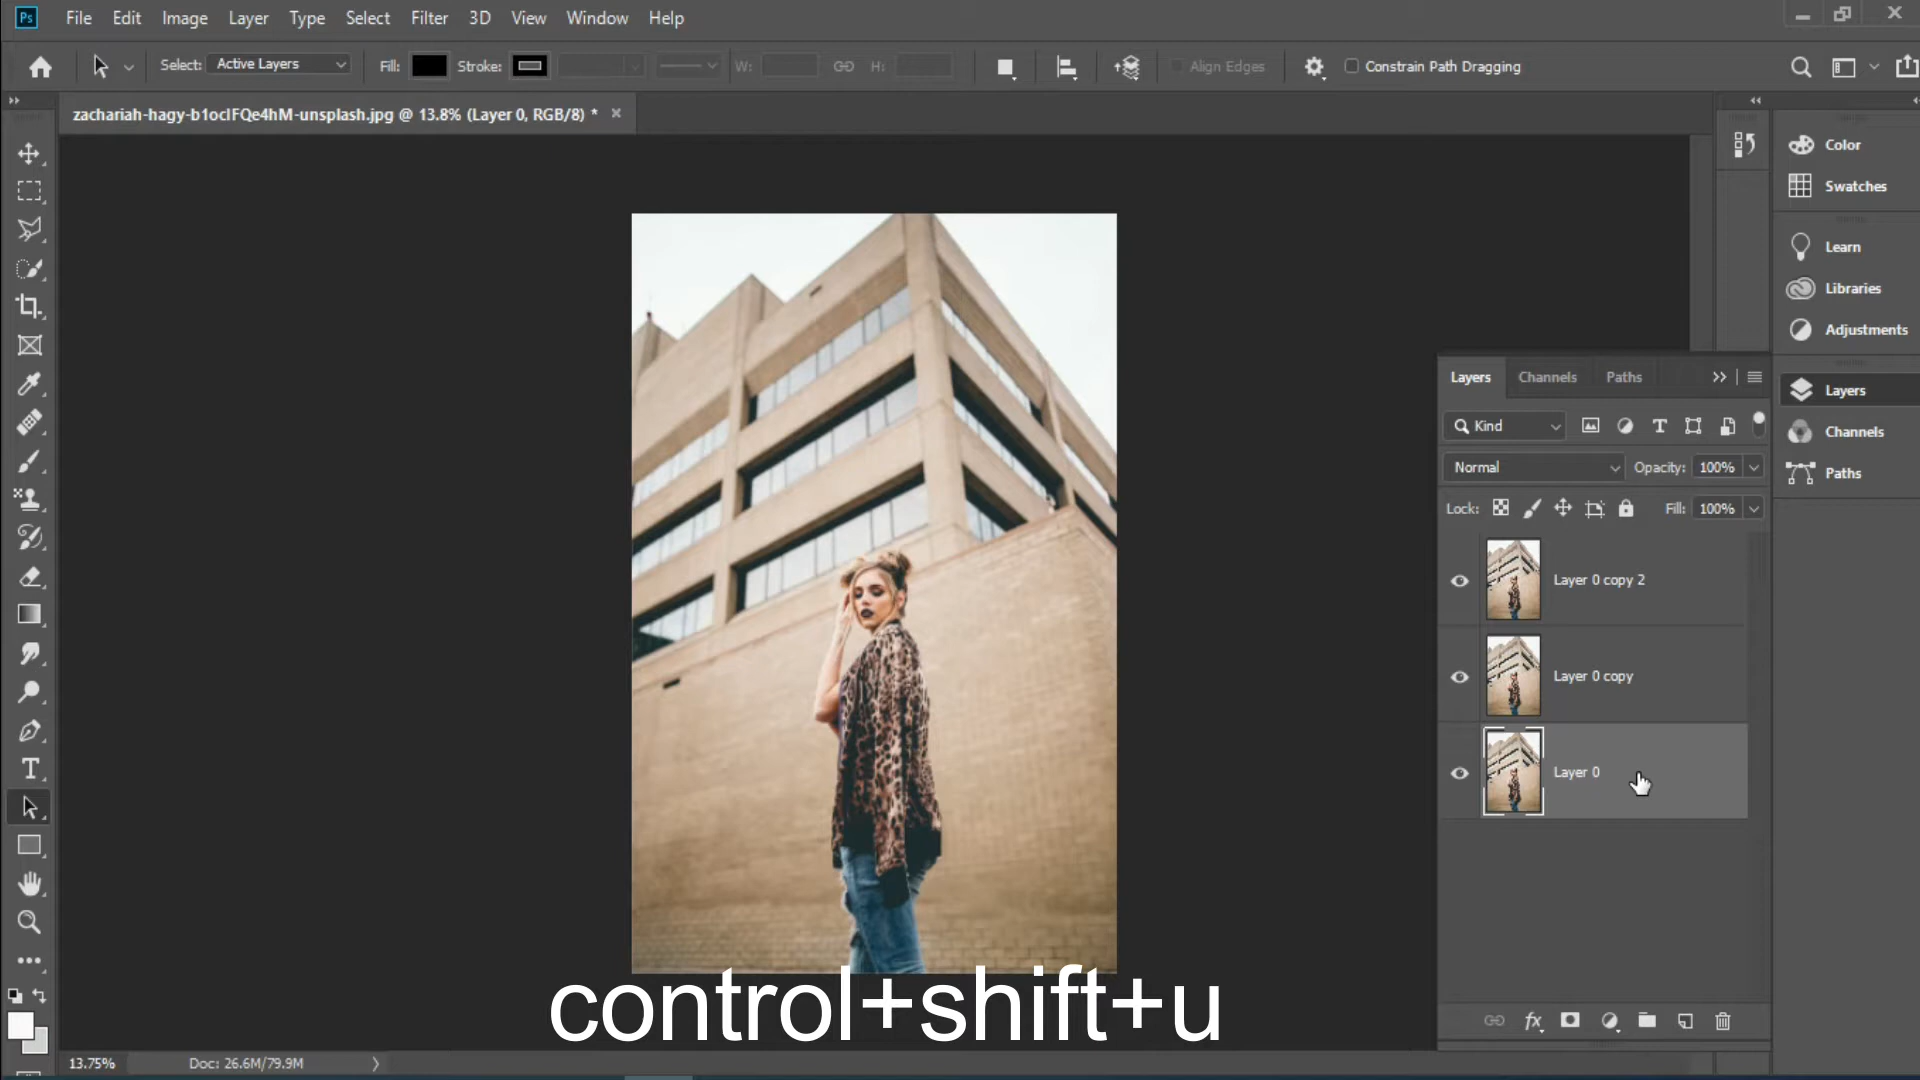 Ps File Edit Image Layer Type Select Filter 3D View Window Help
Select: Active Layers Fill: Stroke: W: H: Align Edges Constrain Path Dragging
zachariah-hagy-b1ocIFQe4hM-unsplash.jpg @ 13.8% (Layer 0, RGB/8) *
Color
Swatches
Learn
Libraries
Adjustments
Layers
Channels
Paths
Layers Channels Paths
Kind
Normal Opacity: 100%
Lock: Fill: 100%
Layer 0 copy 2
Layer 0 copy
Layer 0
fx
control+shift+u
13.75% Doc: 26.6M/79.9M